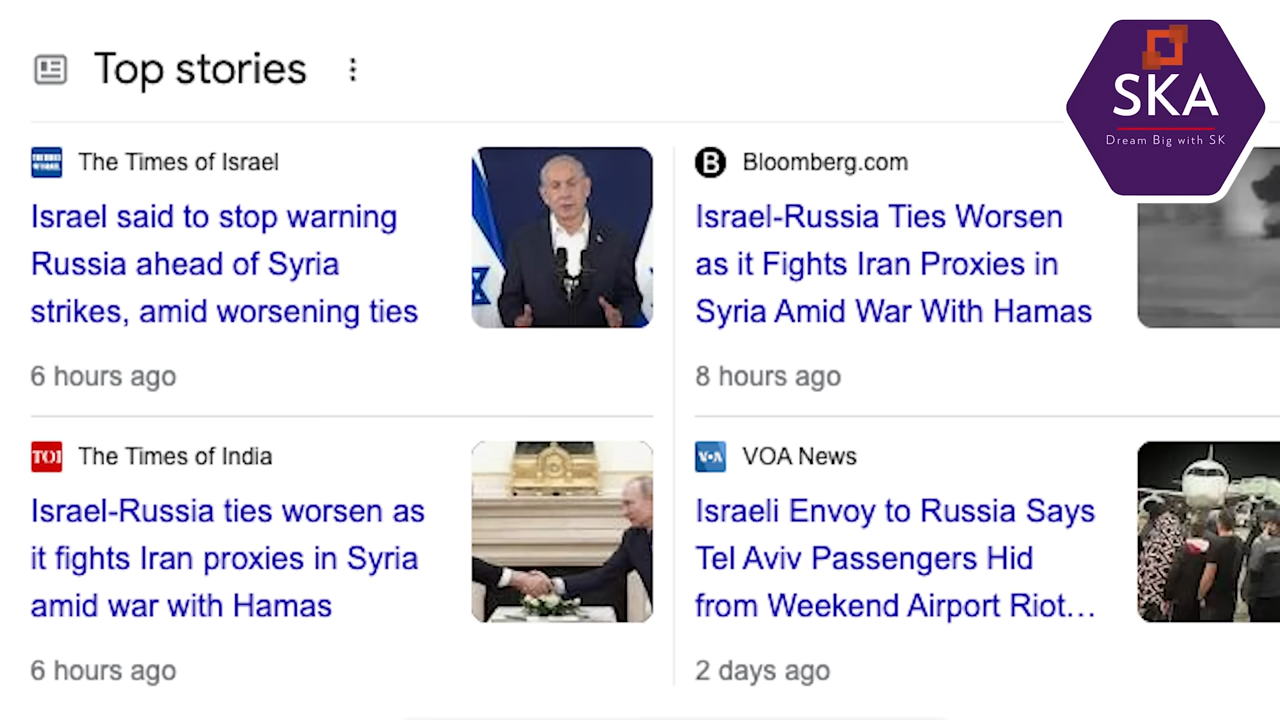 Top stories
SKA
Dream Big with SK
The Times of Israel
Israel said to stop warning
Russia ahead of Syria
strikes, amid worsening ties
6 hours ago
Bloomberg.com
Israel-Russia Ties Worsen
as it Fights Iran Proxies in
Syria Amid War With Hamas
8 hours ago
TOI
The Times of India
Israel-Russia ties worsen as
it fights Iran proxies in Syria
amid war with Hamas
6 hours ago
VOA
VOA News
Israeli Envoy to Russia Says
Tel Aviv Passengers Hid
from Weekend Airport Riot...
2 days ago